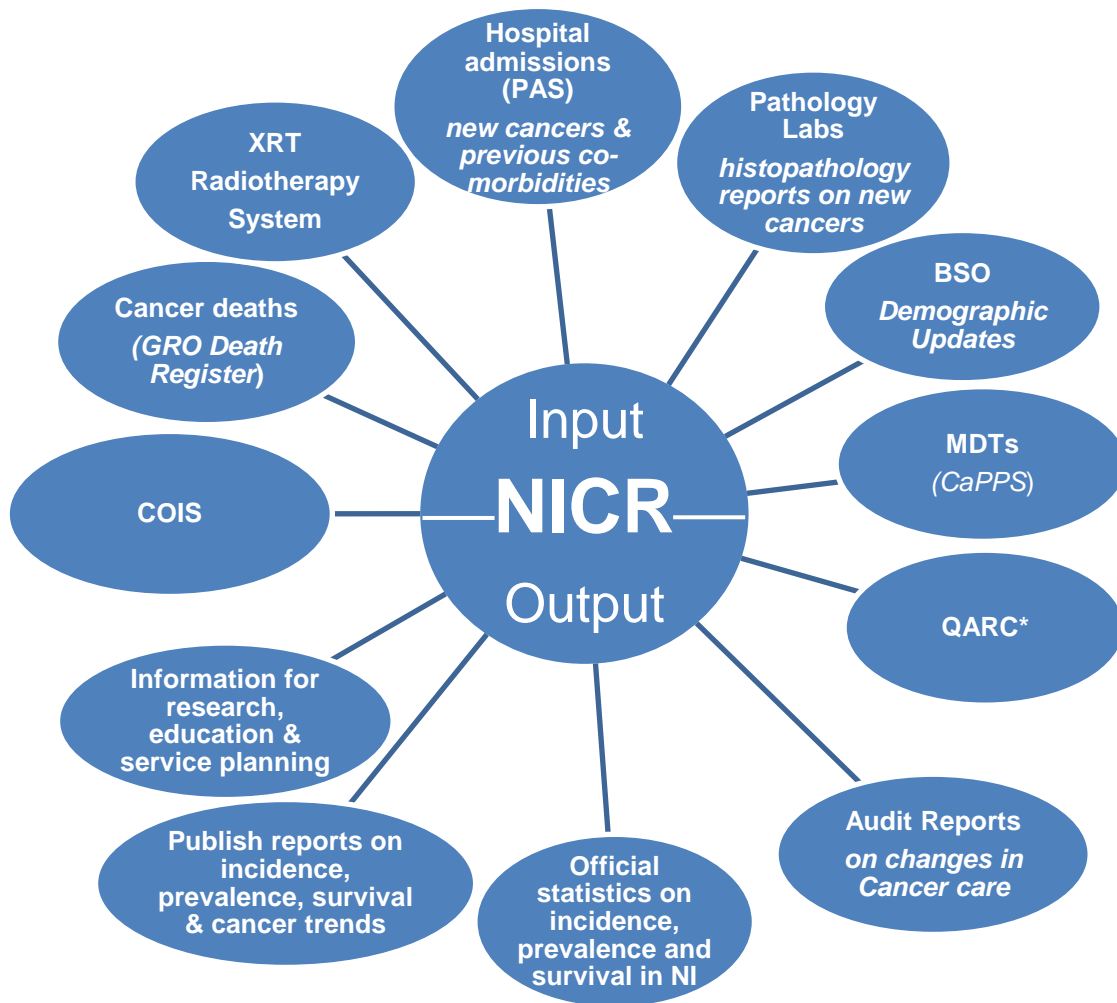 Hospital
admissions
(PAS)
new cancers &
previous co-
morbidities
Pathology
Labs
histopathology
reports on new
cancers
XRT
Radiotherapy
System
BSO
Demographic
Updates
Cancer deaths
(GRO Death
Register)
MDTs
(CaPPS)
COIS
Input
NICR
Output
QARC*
Information for
research,
education &
service planning
Publish reports on
incidence,
prevalence, survival
& cancer trends
Official
statistics on
incidence,
prevalence and
survival in NI
Audit Reports
on changes in
Cancer care